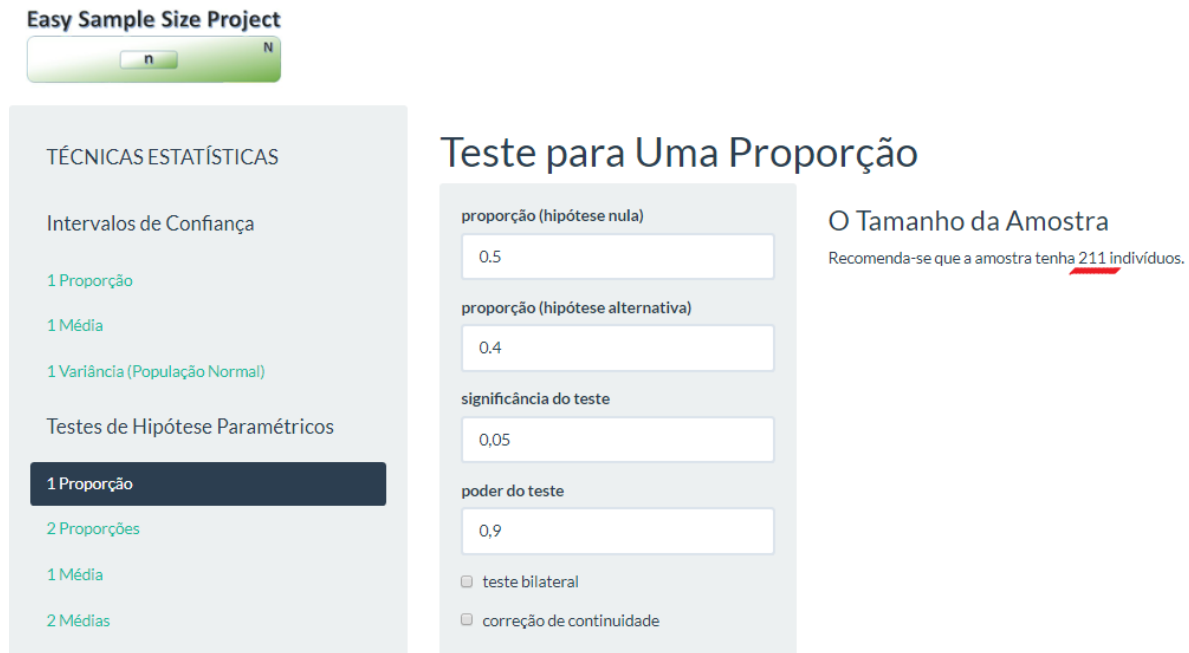 Easy Sample Size Project
n
N
TÉCNICAS ESTATÍSTICAS
Intervalos de Confiança
1 Proporção
1 Média
1 Variância (População Normal)
Testes de Hipótese Paramétricos
1 Proporção
2 Proporções
1 Média
2 Médias
Teste para Uma Proporção
proporção (hipótese nula)
0.5
proporção (hipótese alternativa)
0.4
significância do teste
0,05
poder do teste
0,9
teste bilateral
correção de continuidade
O Tamanho da Amostra
Recomenda-se que a amostra tenha 211 indivíduos.